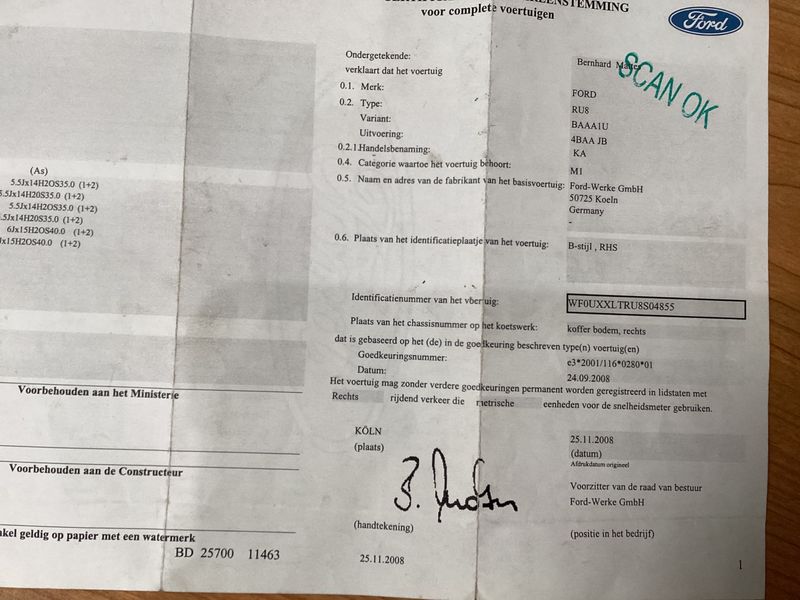 (As)
5.5Jx14H2OS35.0 (1+2)
5.5Jx14H20S35.0 (1+2)
5.5Jx14H2OS35.0 (1+2)
.5Jx14H20S35.0 (1+2)
6Jx15H2OS40.0 (1+2)
Jx15H2OS40.0 (1+2)
Voorbehouden aan het Ministerie
Voorbehouden aan de Constructeur
nkel geldig op papier met een watermerk
BD 25700 11463
voor complete voertuigen
Ford
SCAN OK
Ondergetekende: Bernhard
verklaart dat het voertuig
0.1. Merk: FORD
0.2. Type: RU8
Variant: BAAA1U
Uitvoering: 4BAA JB
0.2.1.Handelsbenaming: KA
0.4. Categorie waartoe het voertuig behoort: M1
0.5. Naam en adres van de fabrikant van het basisvoertuig: Ford-Werke GmbH
50725 Koeln
Germany
-
0.6. Plaats van het identificatieplaatje van het voertuig: B-stijl , RHS
Identificatienummer van het voertuig: WF0UXXLTRU8S04855
Plaats van het chassisnummer op het koetswerk: koffer bodem, rechts
dat is gebaseerd op het (de) in de goedkeuring beschreven type(n) voertuig(en)
Goedkeuringsnummer: e3*2001/116*0280*01
Datum: 24.09.2008
Het voertuig mag zonder verdere goedkeuringen permanent worden geregistreerd in lidstaten met
Rechts rijdend verkeer die metrische eenheden voor de snelheidsmeter gebruiken.
KÖLN 25.11.2008
(plaats) (datum)
Afdrukdatum origineel
Voorzitter van de raad van bestuur
Ford-Werke GmbH
(handtekening) (positie in het bedrijf)
25.11.2008
1